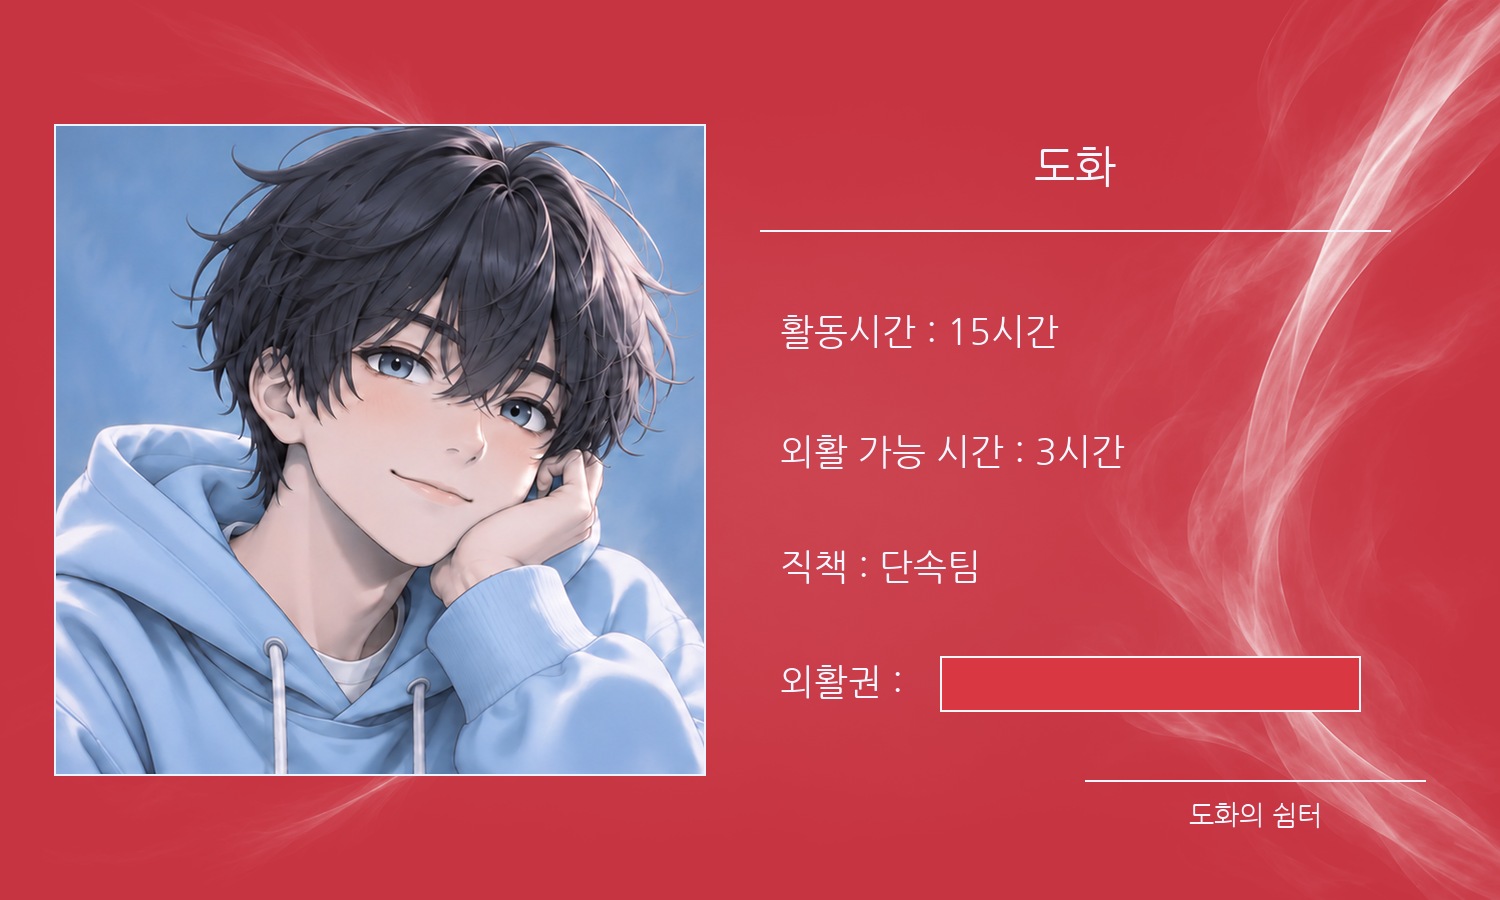 도화
활동시간 : 15시간
외활 가능 시간 : 3시간
직책 : 단속팀
외활권 :
도화의 쉼터